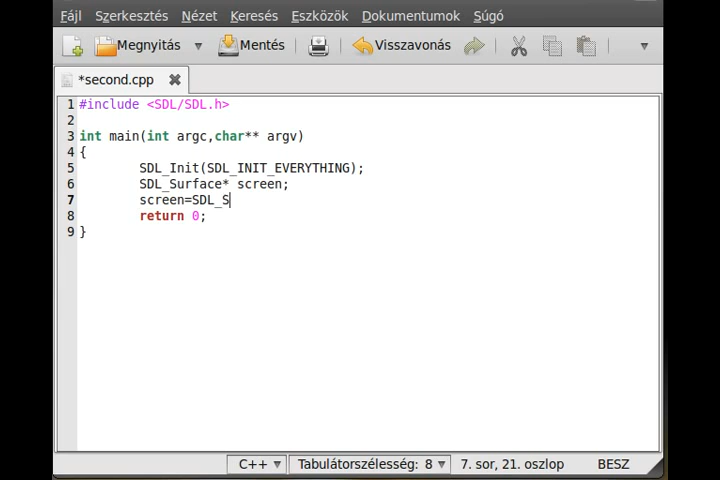 Fájl Szerkesztés Nézet Keresés Eszközök Dokumentumok Súgó
Megnyitás Mentés Visszavonás
*second.cpp
1 #include <SDL/SDL.h>
2
3 int main(int argc,char** argv)
4 {
5 SDL_Init(SDL_INIT_EVERYTHING);
6 SDL_Surface* screen;
7 screen=SDL_S
8 return 0;
9 }
C++ Tabulátorszélesség: 8 7. sor, 21. oszlop BESZ